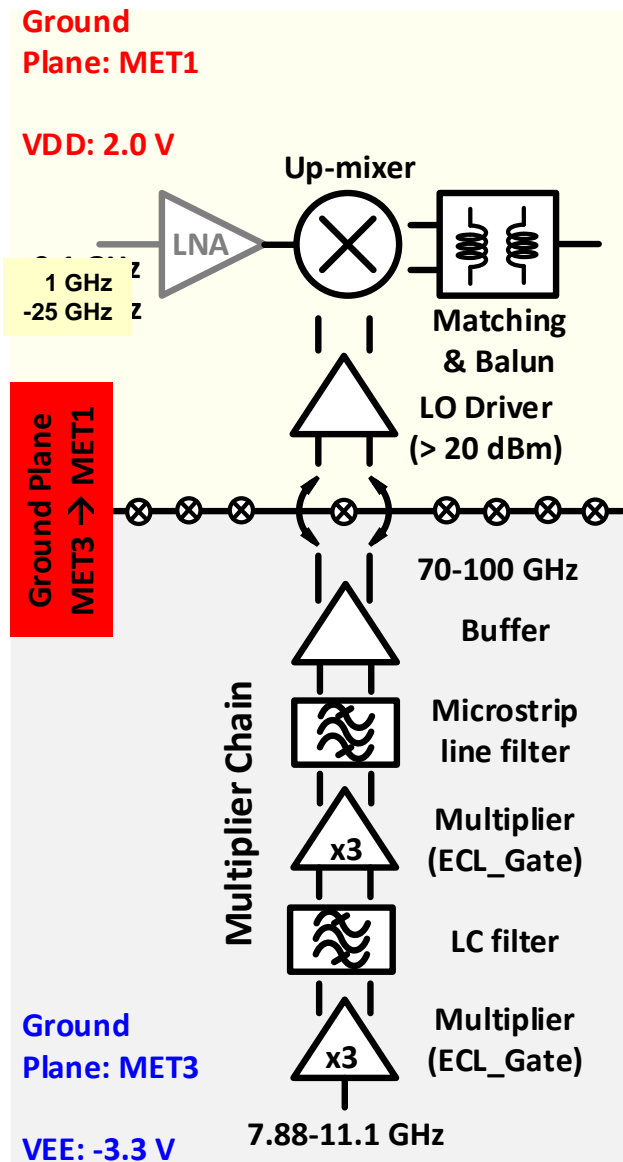 Ground
Plane: MET1
VDD: 2.0 V
Up-mixer
LNA
1 GHz
-25 GHz
Matching
& Balun
LO Driver
(> 20 dBm)
Ground Plane
MET3 → MET1
70-100 GHz
Buffer
Multiplier Chain
Microstrip
line filter
x3
Multiplier
(ECL_Gate)
LC filter
Ground
Plane: MET3
x3
Multiplier
(ECL_Gate)
7.88-11.1 GHz
VEE: -3.3 V